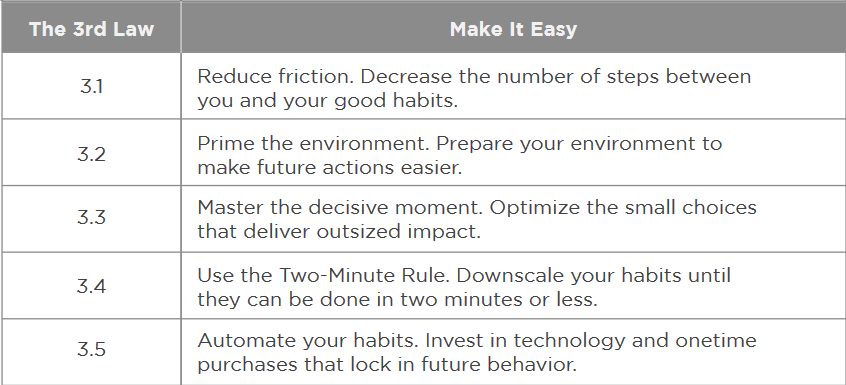 The 3rd Law
Make It Easy
3.1
Reduce friction. Decrease the number of steps between
you and your good habits.
3.2
Prime the environment. Prepare your environment to
make future actions easier.
3.3
Master the decisive moment. Optimize the small choices
that deliver outsized impact.
3.4
Use the Two-Minute Rule. Downscale your habits until
they can be done in two minutes or less.
3.5
Automate your habits. Invest in technology and onetime
purchases that lock in future behavior.